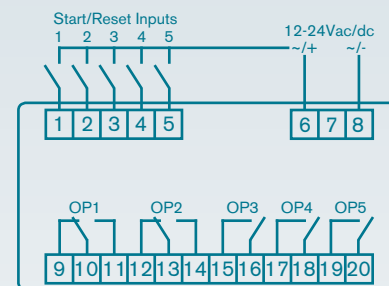 Start/Reset Inputs
1 2 3 4 5
12-24Vac/dc
~/+ ~/-
1 2 3 4 5 6 7 8
OP1 OP2 OP3 OP4 OP5
9 10 11 12 13 14 15 16 17 18 19 20